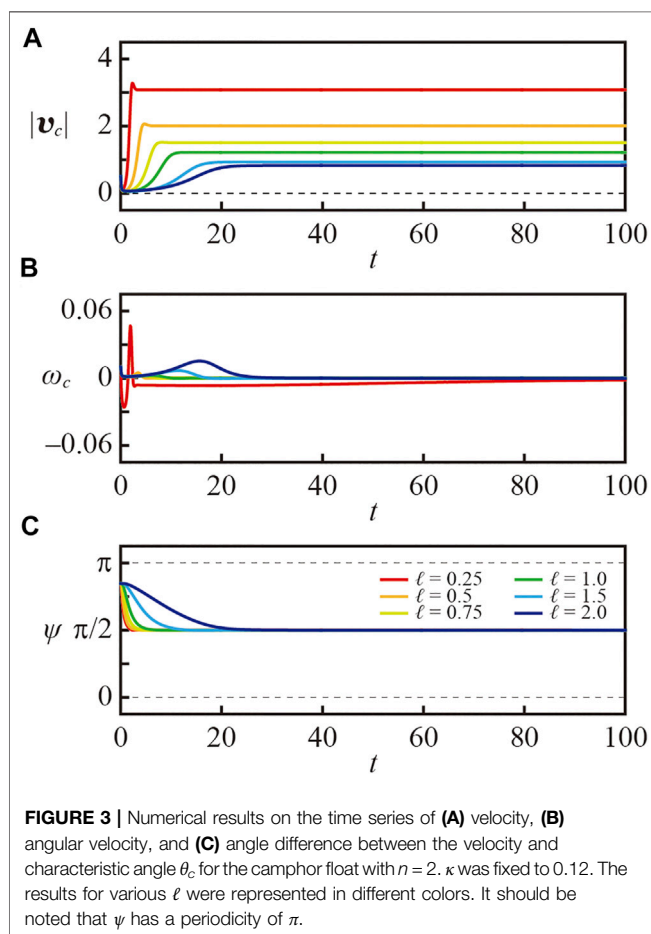 A
4
|𝒗c|
2
0
0 20 40 60 80 100
t
B
0.06
ωc
0
−0.06
0 20 40 60 80 100
t
C
π
ℓ = 0.25 ℓ = 1.0
ℓ = 0.5 ℓ = 1.5
ℓ = 0.75 ℓ = 2.0
ψ π/2
0
0 20 40 60 80 100
t
FIGURE 3 | Numerical results on the time series of (A) velocity, (B)
angular velocity, and (C) angle difference between the velocity and
characteristic angle θc for the camphor float with n = 2. κ was fixed to 0.12. The
results for various ℓ were represented in different colors. It should be
noted that ψ has a periodicity of π.